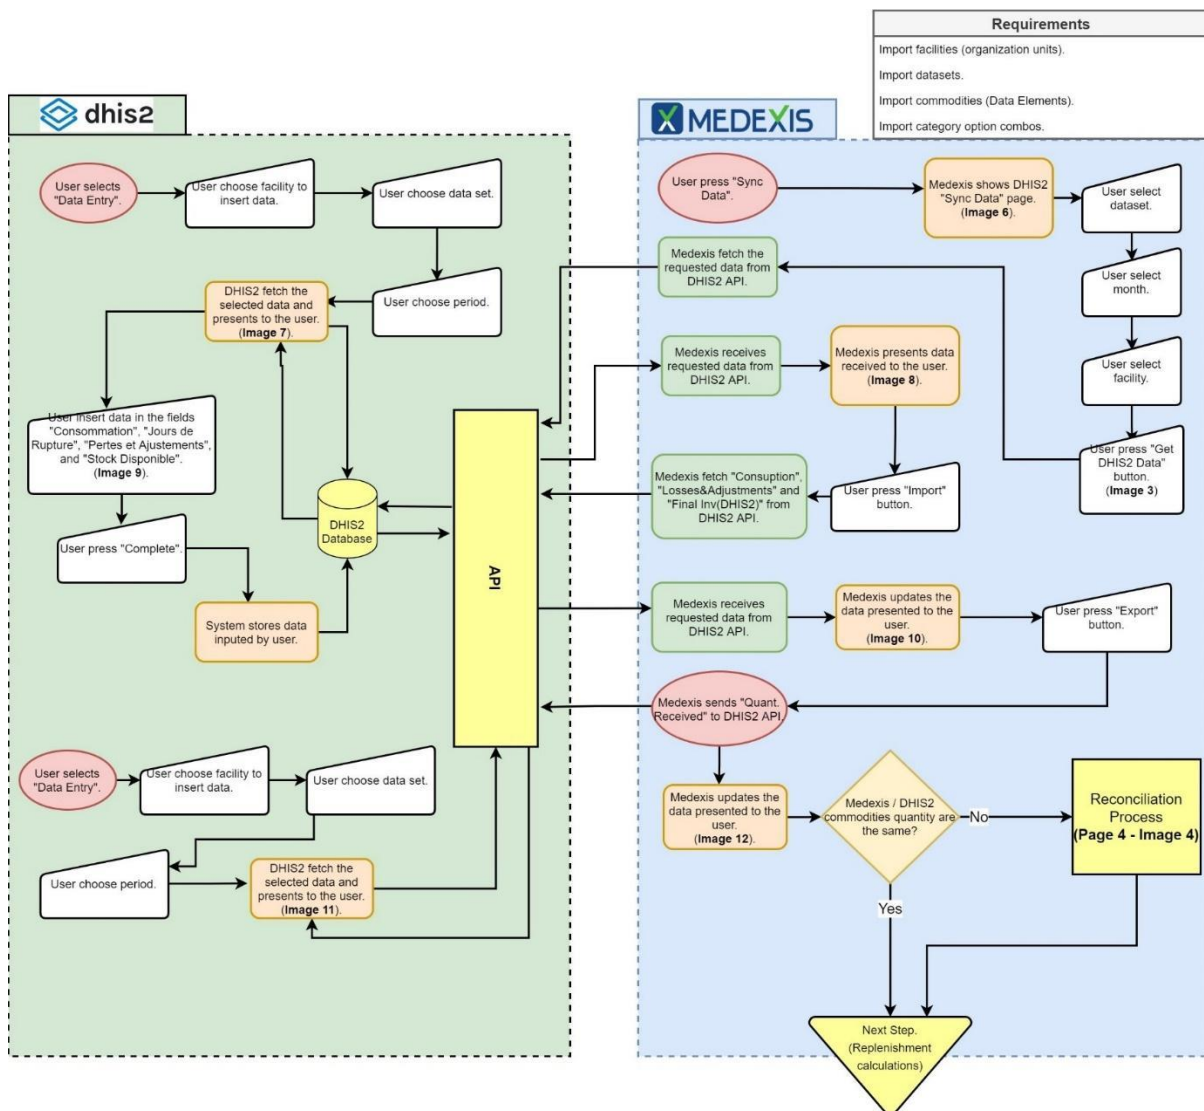 Requirements
Import facilities (organization units).
Import datasets.
Import commodities (Data Elements).
Import category option combos.
dhis2
User selects
"Data Entry".
User choose facility to
insert data.
User choose data set.
User choose period.
DHIS2 fetch the
selected data and
presents to the user.
(Image 7).
User insert data in the fields
"Consommation", "Jours de
Rupture", "Pertes et Ajustements",
and "Stock Disponible".
(Image 9).
User press "Complete".
System stores data
inputed by user.
DHIS2
Database
API
User selects
"Data Entry".
User choose facility to
insert data.
User choose data set.
User choose period.
DHIS2 fetch the
selected data and
presents to the user.
(Image 11).
MEDEXIS
User press "Sync
Data".
Medexis shows DHIS2
"Sync Data" page.
(Image 6).
User select
dataset.
User select
month.
User select
facility.
User press "Get
DHIS2 Data"
button.
(Image 3)
Medexis fetch the
requested data from
DHIS2 API.
Medexis receives
requested data from
DHIS2 API.
Medexis presents data
received to the user.
(Image 8).
User press "Import"
button.
Medexis fetch "Consuption",
"Losses&Adjustments" and
"Final Inv(DHIS2)" from
DHIS2 API.
Medexis receives
requested data from
DHIS2 API.
Medexis updates the
data presented to the
user.
(Image 10).
User press "Export"
button.
Medexis sends "Quant.
Received" to DHIS2 API.
Medexis updates the
data presented to the
user.
(Image 12).
Medexis / DHIS2
commodities quantity are
the same?
No
Yes
Reconciliation
Process
(Page 4 - Image 4)
Next Step.
(Replenishment
calculations)